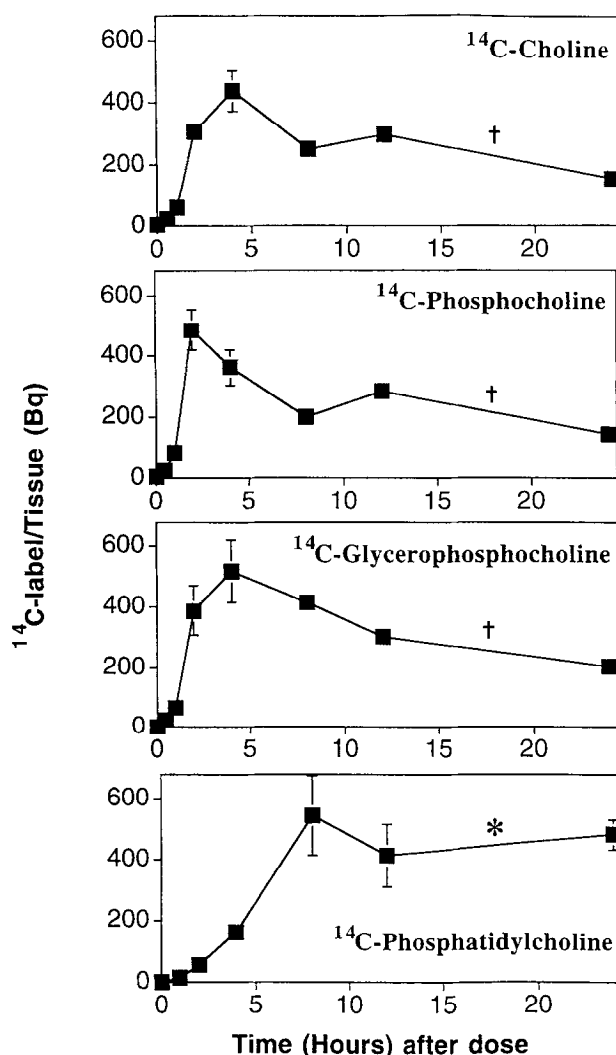 ¹⁴C-label/Tissue (Bq)
¹⁴C-Choline
600
400
200
0
†
0 5 10 15 20
¹⁴C-Phosphocholine
600
400
200
0
†
0 5 10 15 20
¹⁴C-Glycerophosphocholine
600
400
200
0
†
0 5 10 15 20
600
400
200
0
*
¹⁴C-Phosphatidylcholine
0 5 10 15 20
Time (Hours) after dose